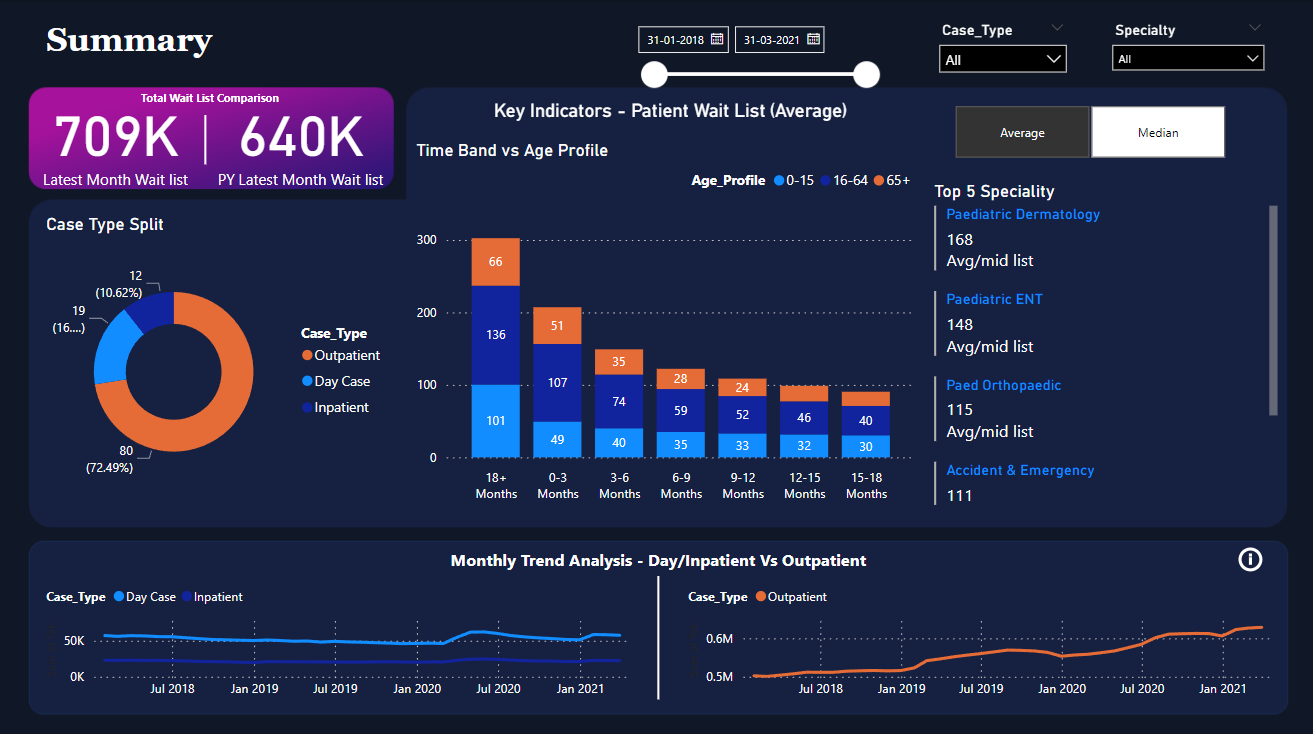 Summary
31-01-2018
31-03-2021
Case_Type
All
Specialty
All
Total Wait List Comparison
709K
640K
Latest Month Wait list
PY Latest Month Wait list
Key Indicators - Patient Wait List (Average)
Average
Median
Case Type Split
12
(10.62%)
19
(16....)
80
(72.49%)
Case_Type
Outpatient
Day Case
Inpatient
Time Band vs Age Profile
Age_Profile 0-15 16-64 65+
300
200
100
0
66
136
101
51
107
49
35
74
40
28
59
35
24
52
33
46
32
40
30
18+
Months
0-3
Months
3-6
Months
6-9
Months
9-12
Months
12-15
Months
15-18
Months
Top 5 Speciality
Paediatric Dermatology
168
Avg/mid list
Paediatric ENT
148
Avg/mid list
Paed Orthopaedic
115
Avg/mid list
Accident & Emergency
111
Monthly Trend Analysis - Day/Inpatient Vs Outpatient
Case_Type Day Case Inpatient
50K
0K
Jul 2018 Jan 2019 Jul 2019 Jan 2020 Jul 2020 Jan 2021
Case_Type Outpatient
0.6M
0.5M
Jul 2018 Jan 2019 Jul 2019 Jan 2020 Jul 2020 Jan 2021